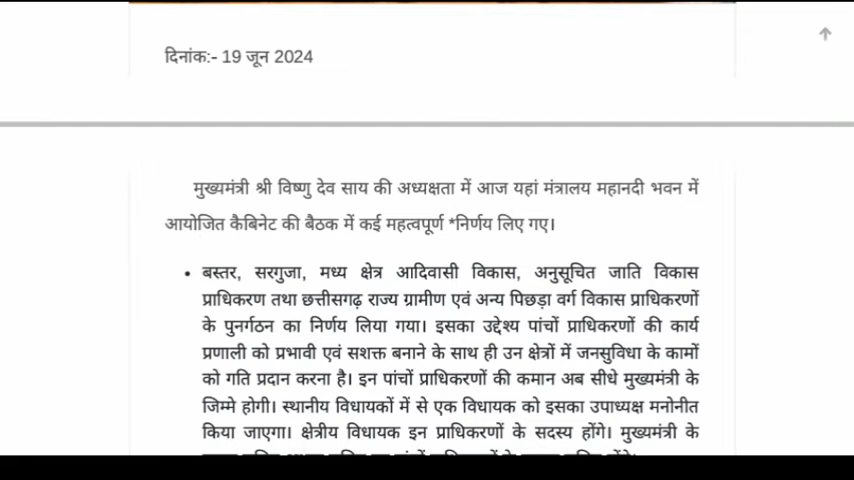 दिनांक:- 19 जून 2024
मुख्यमंत्री श्री विष्णु देव साय की अध्यक्षता में आज यहां मंत्रालय महानदी भवन में
आयोजित कैबिनेट की बैठक में कई महत्वपूर्ण *निर्णय लिए गए।
• बस्तर, सरगुजा, मध्य क्षेत्र आदिवासी विकास, अनुसूचित जाति विकास
प्राधिकरण तथा छत्तीसगढ़ राज्य ग्रामीण एवं अन्य पिछड़ा वर्ग विकास प्राधिकरणों
के पुनर्गठन का निर्णय लिया गया। इसका उद्देश्य पांचों प्राधिकरणों की कार्य
प्रणाली को प्रभावी एवं सशक्त बनाने के साथ ही उन क्षेत्रों में जनसुविधा के कामों
को गति प्रदान करना है। इन पांचों प्राधिकरणों की कमान अब सीधे मुख्यमंत्री के
जिम्मे होगी। स्थानीय विधायकों में से एक विधायक को इसका उपाध्यक्ष मनोनीत
किया जाएगा। क्षेत्रीय विधायक इन प्राधिकरणों के सदस्य होंगे। मुख्यमंत्री के